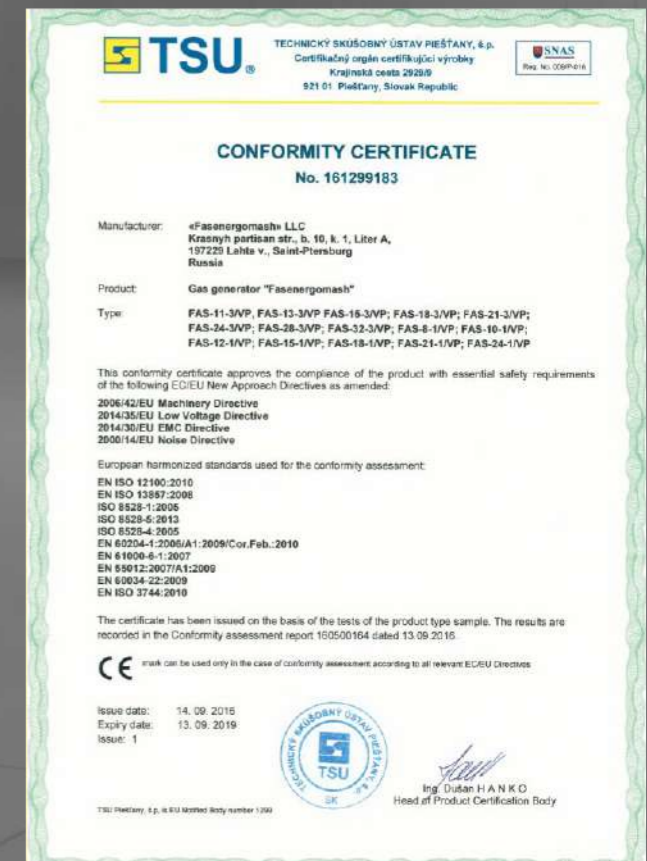 TSU®
TECHNICKÝ SKÚŠOBNÝ ÚSTAV PIEŠŤANY, š.p.
Certifikačný orgán certifikujúci výrobky
Krajinská cesta 2929/9
921 01 Piešťany, Slovak Republic
SNAS
Reg. No. 009/P-016
CONFORMITY CERTIFICATE
No. 161299183
Manufacturer: «Fasenergomash» LLC
Krasnyh partisan str., b. 10, k. 1, Liter A,
197229 Lahta v., Saint-Ptersburg
Russia
Product: Gas generator "Fasenergomash"
Type: FAS-11-3/VP, FAS-13-3/VP FAS-15-3/VP; FAS-18-3/VP; FAS-21-3/VP;
FAS-24-3/VP; FAS-28-3/VP; FAS-32-3/VP; FAS-8-1/VP; FAS-10-1/VP;
FAS-12-1/VP; FAS-15-1/VP; FAS-18-1/VP; FAS-21-1/VP; FAS-24-1/VP
This conformity certificate approves the compliance of the product with essential safety requirements
of the following EC/EU New Approach Directives as amended:
2006/42/EU Machinery Directive
2014/35/EU Low Voltage Directive
2014/30/EU EMC Directive
2000/14/EU Noise Directive
European harmonized standards used for the conformity assessment:
EN ISO 12100:2010
EN ISO 13857:2008
ISO 8528-1:2005
ISO 8528-5:2013
ISO 8528-4:2005
EN 60204-1:2006/A1:2009/Cor.Feb.:2010
EN 61000-6-1:2007
EN 55012:2007/A1:2009
EN 60034-22:2009
EN ISO 3744:2010
The certificate has been issued on the basis of the tests of the product type sample. The results are
recorded in the Conformity assessment report 160500164 dated 13.09.2016.
CE mark can be used only in the case of conformity assessment according to all relevant EC/EU Directives
Issue date: 14. 09. 2016
Expiry date: 13. 09. 2019
Issue: 1
TECHNICKÝ SKÚŠOBNÝ ÚSTAV PIEŠŤANY, š.p.
TSU
SK
Ing. Dušan HANKO
Head of Product Certification Body
TSU Piešťany, š.p. is EU Notified Body number 1299